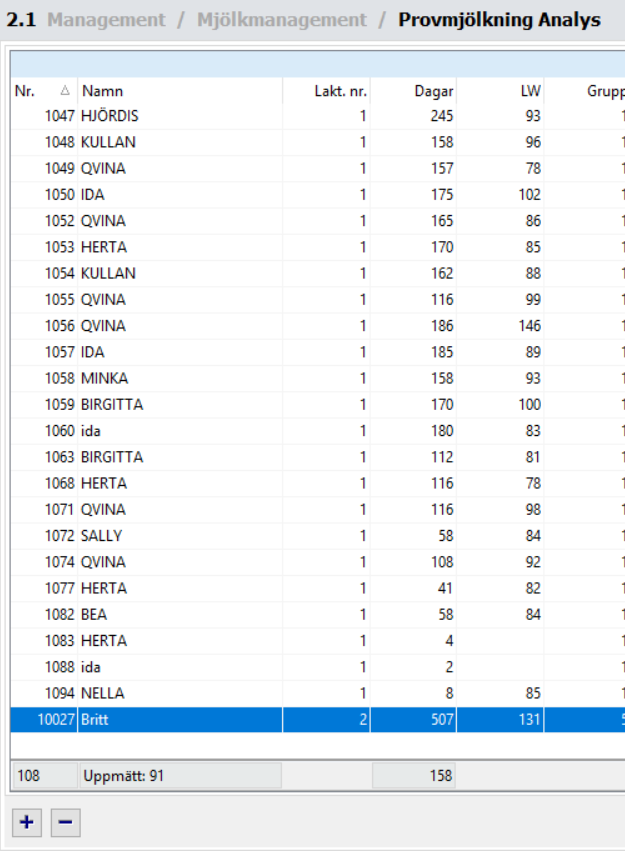 2.1 Management / Mjölkmanagement / Provmjölkning Analys
Nr. Namn Lakt. nr. Dagar LW Grupp
1047 HJÖRDIS 1 245 93 1
1048 KULLAN 1 158 96 1
1049 QVINA 1 157 78 1
1050 IDA 1 175 102 1
1052 QVINA 1 165 86 1
1053 HERTA 1 170 85 1
1054 KULLAN 1 162 88 1
1055 QVINA 1 116 99 1
1056 QVINA 1 186 146 1
1057 IDA 1 185 89 1
1058 MINKA 1 158 93 1
1059 BIRGITTA 1 170 100 1
1060 ida 1 180 83 1
1063 BIRGITTA 1 112 81 1
1068 HERTA 1 116 78 1
1071 QVINA 1 116 98 1
1072 SALLY 1 58 84 1
1074 QVINA 1 108 92 1
1077 HERTA 1 41 82 1
1082 BEA 1 58 84 1
1083 HERTA 1 4 1
1088 ida 1 2 1
1094 NELLA 1 8 85 1
10027 Britt 2 507 131 5
108 Uppmätt: 91 158
+ −